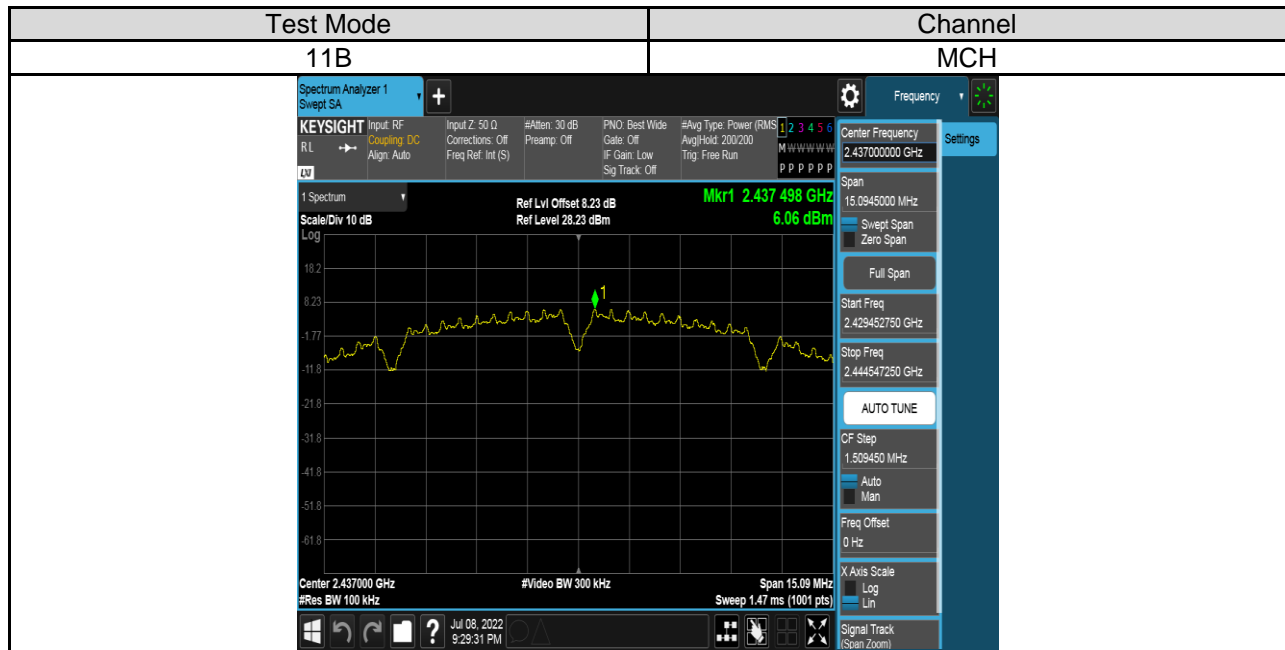 Test Mode Channel
11B MCH
Spectrum Analyzer 1
Swept SA
+
Frequency
KEYSIGHT
RL
LXI
Input: RF
Coupling: DC
Align: Auto
Input Z: 50 Ω
Corrections: Off
Freq Ref: Int (S)
#Atten: 30 dB
Preamp: Off
PNO: Best Wide
Gate: Off
IF Gain: Low
Sig Track: Off
#Avg Type: Power (RMS
Avg|Hold: 200/200
Trig: Free Run
1 2 3 4 5 6
M W W W W W
P P P P P P
1 Spectrum
Scale/Div 10 dB
Log
Ref Lvl Offset 8.23 dB
Ref Level 28.23 dBm
Mkr1 2.437 498 GHz
6.06 dBm
18.2
8.23
-1.77
-11.8
-21.8
-31.8
-41.8
-51.8
-61.8
1
Center 2.437000 GHz
#Res BW 100 kHz
#Video BW 300 kHz
Span 15.09 MHz
Sweep 1.47 ms (1001 pts)
Center Frequency
2.437000000 GHz
Settings
Span
15.0945000 MHz
Swept Span
Zero Span
Full Span
Start Freq
2.429452750 GHz
Stop Freq
2.444547250 GHz
AUTO TUNE
CF Step
1.509450 MHz
Auto
Man
Freq Offset
0 Hz
X Axis Scale
Log
Lin
Signal Track
(Span Zoom)
?
Jul 08, 2022
9:29:31 PM